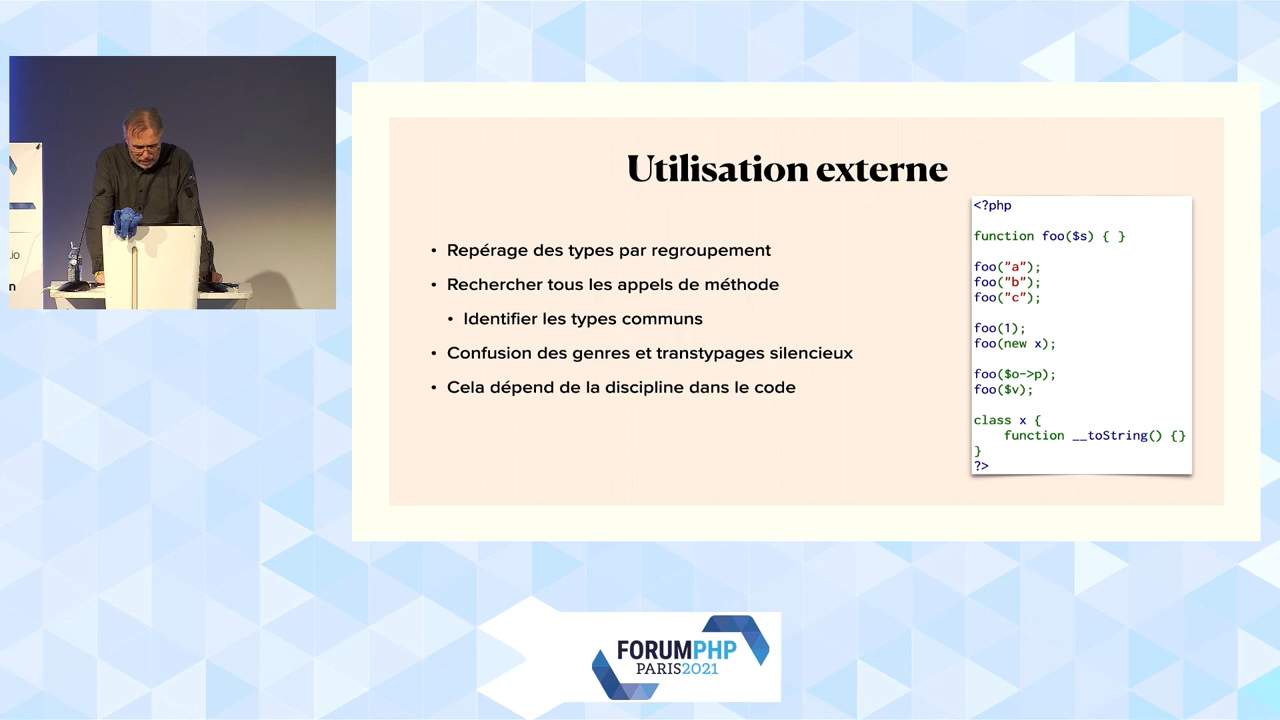 .io
n
Utilisation externe
• Repérage des types par regroupement
• Rechercher tous les appels de méthode
• Identifier les types communs
• Confusion des genres et transtypages silencieux
• Cela dépend de la discipline dans le code
<?php
function foo($s) { }
foo("a");
foo("b");
foo("c");
foo(1);
foo(new x);
foo($o->p);
foo($v);
class x {
    function __toString() {}
}
?>
FORUMPHP
PARIS2021